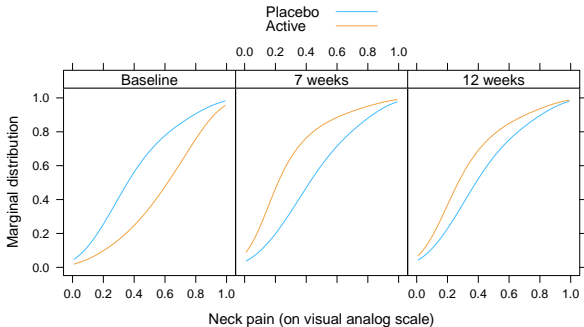 Placebo
Active
0.0 0.2 0.4 0.6 0.8 1.0
Baseline 7 weeks 12 weeks
1.0
0.8
0.6
0.4
0.2
0.0
Marginal distribution
0.0 0.2 0.4 0.6 0.8 1.0 0.0 0.2 0.4 0.6 0.8 1.0
Neck pain (on visual analog scale)